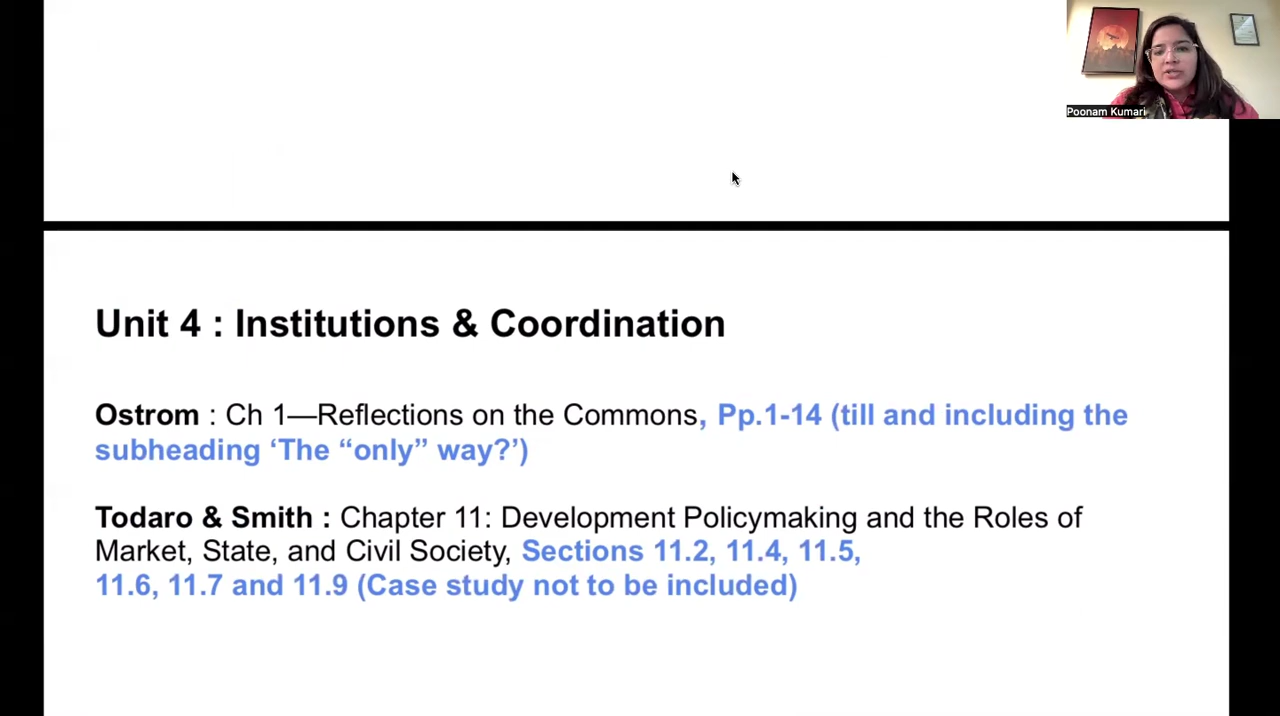 Poonam Kumari
Unit 4 : Institutions & Coordination
Ostrom : Ch 1—Reflections on the Commons, Pp.1-14 (till and including the
subheading ‘The “only” way?’)
Todaro & Smith : Chapter 11: Development Policymaking and the Roles of
Market, State, and Civil Society, Sections 11.2, 11.4, 11.5,
11.6, 11.7 and 11.9 (Case study not to be included)